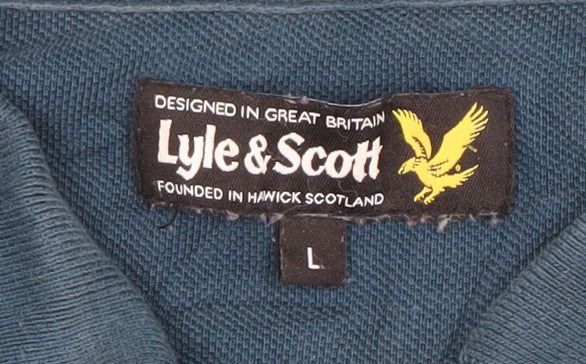 DESIGNED IN GREAT BRITAIN
Lyle & Scott
FOUNDED IN HAWICK SCOTLAND
L